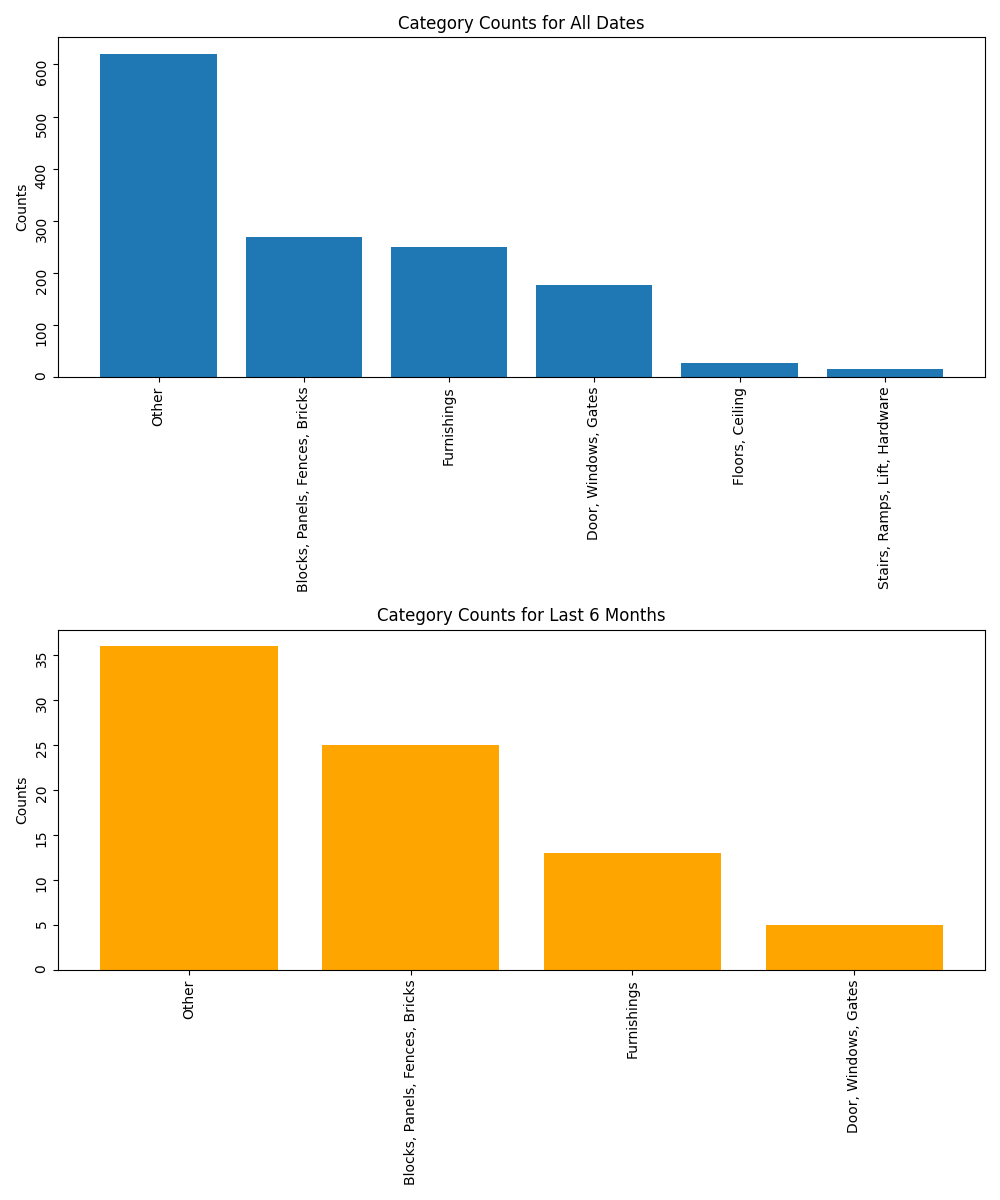 Category Counts for All Dates
Counts
600
500
400
300
200
100
0
Other
Blocks, Panels, Fences, Bricks
Furnishings
Door, Windows, Gates
Floors, Ceiling
Stairs, Ramps, Lift, Hardware
Category Counts for Last 6 Months
Counts
35
30
25
20
15
10
5
0
Other
Blocks, Panels, Fences, Bricks
Furnishings
Door, Windows, Gates